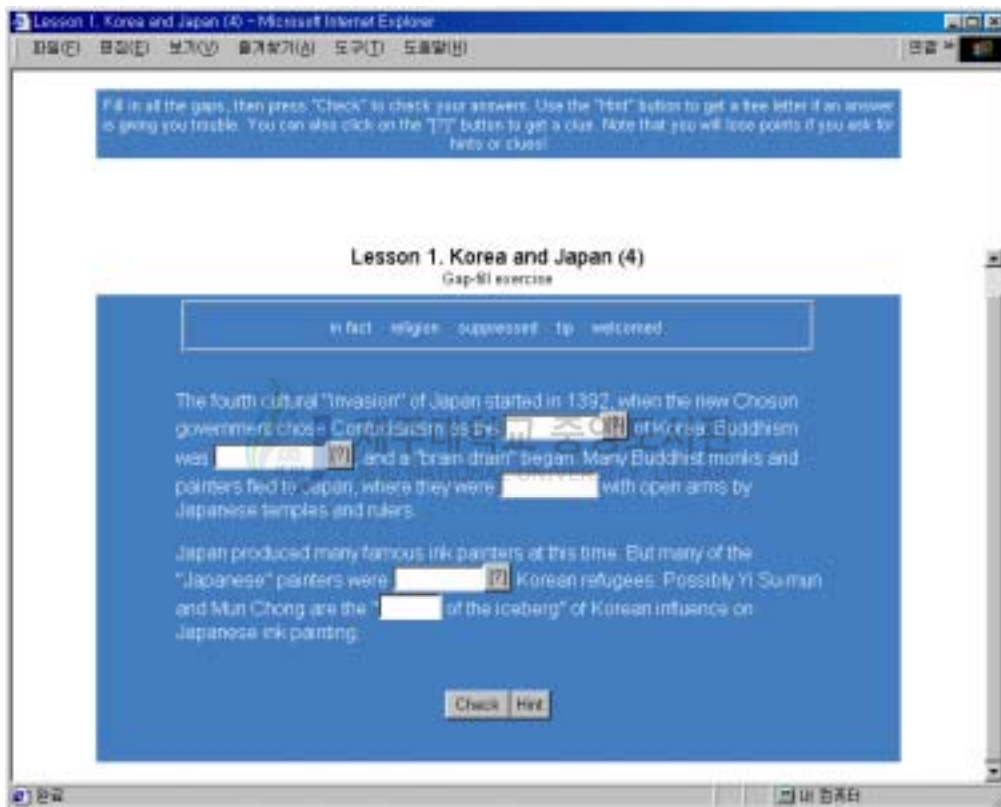 Lesson 1. Korea and Japan (4) - Microsoft Internet Explorer
파일(F) 편집(E) 보기(V) 즐겨찾기(A) 도구(T) 도움말(H) 연결 »
Fill in all the gaps, then press "Check" to check your answers. Use the "Hint" button to get a free letter if an answer
is giving you trouble. You can also click on the "[?]" button to get a clue. Note that you will lose points if you ask for
hints or clues!
Lesson 1. Korea and Japan (4)
Gap-fill exercise
in fact religion suppressed tip welcomed
The fourth cultural "invasion" of Japan started in 1392, when the new Choson
government chose Confucianism as the [?] of Korea. Buddhism
was [?] and a "brain drain" began. Many Buddhist monks and
painters fled to Japan, where they were with open arms by
Japanese temples and rulers.
Japan produced many famous ink painters at this time. But many of the
"Japanese" painters were [?] Korean refugees. Possibly Yi Su-mun
and Mun Chong are the " of the iceberg" of Korean influence on
Japanese ink painting.
Check Hint
완료 내 컴퓨터